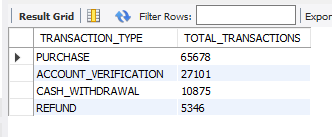 Result Grid Filter Rows: Expor
TRANSACTION_TYPE TOTAL_TRANSACTIONS
PURCHASE 65678
ACCOUNT_VERIFICATION 27101
CASH_WITHDRAWAL 10875
REFUND 5346